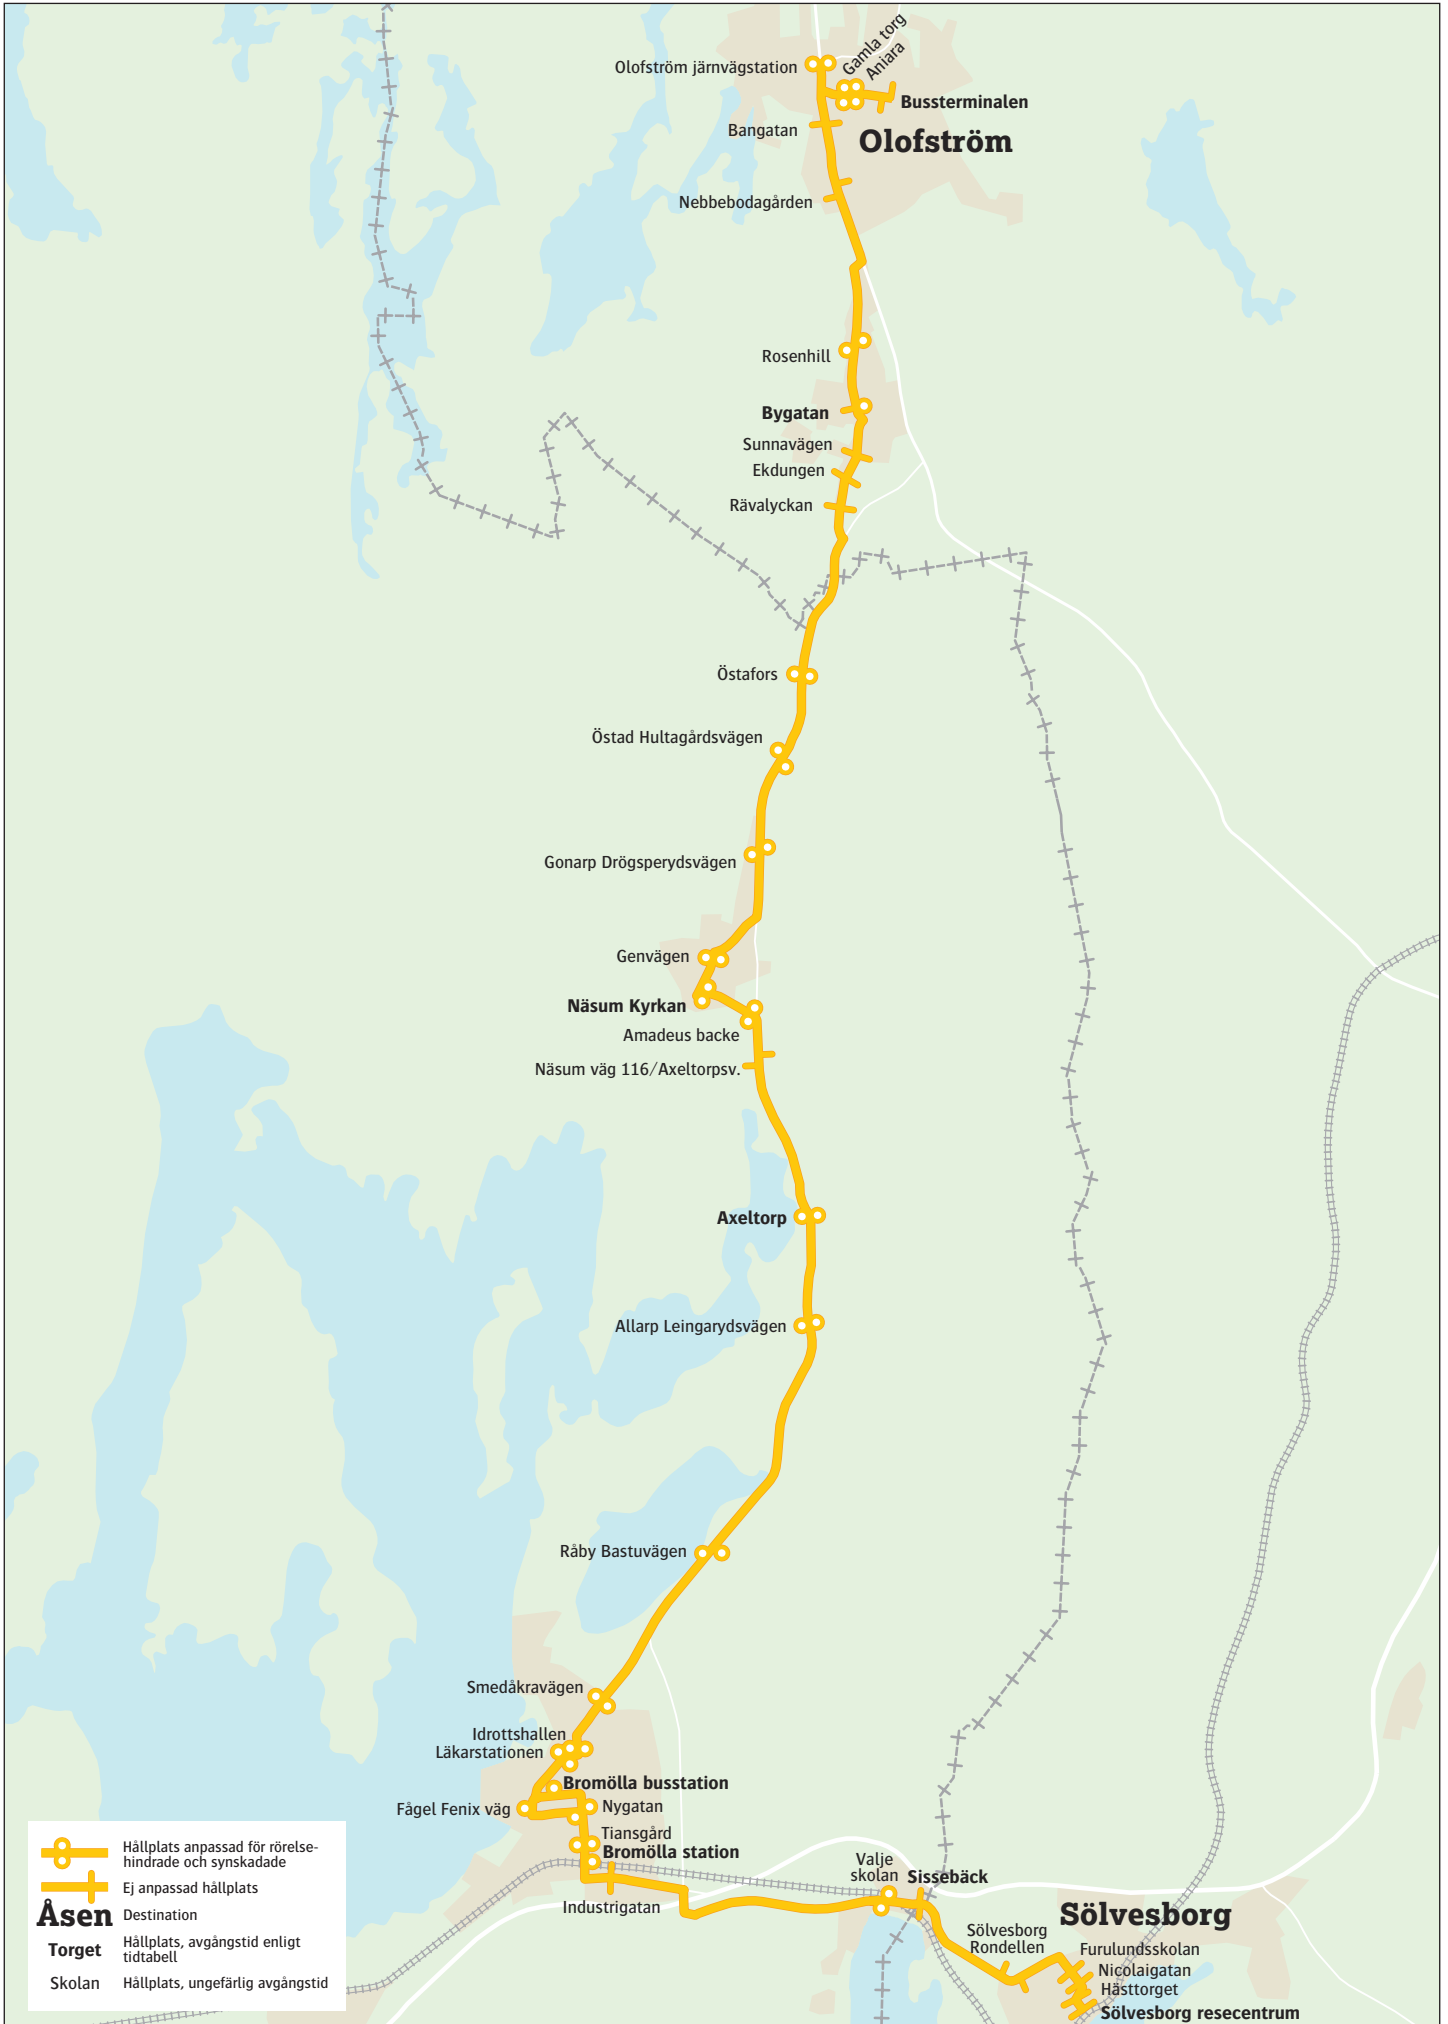 Gamla torg
Aniara
Olofström järnvägstation
Bussterminalen
Bangatan
Olofström
Nebbebodagården
Rosenhill
Bygatan
Sunnavägen
Ekdungen
Rävalyckan
Östafors
Östad Hultagårdsvägen
Gonarp Drögsperydsvägen
Genvägen
Näsum Kyrkan
Amadeus backe
Näsum väg 116/Axeltorpsv.
Axeltorp
Allarp Leingarydsvägen
Råby Bastuvägen
Smedåkravägen
Idrottshallen
Läkarstationen
Bromölla busstation
Fågel Fenix väg
Nygatan
Tiansgård
Bromölla station
Industrigatan
Valje
skolan
Sissebäck
Sölvesborg
Sölvesborg
Rondellen
Furulundsskolan
Nicolaigatan
Hästtorget
Sölvesborg resecentrum
Hållplats anpassad för rörelse-
hindrade och synskadade
Ej anpassad hållplats
Åsen Destination
Torget Hållplats, avgångstid enligt
tidtabell
Skolan Hållplats, ungefärlig avgångstid